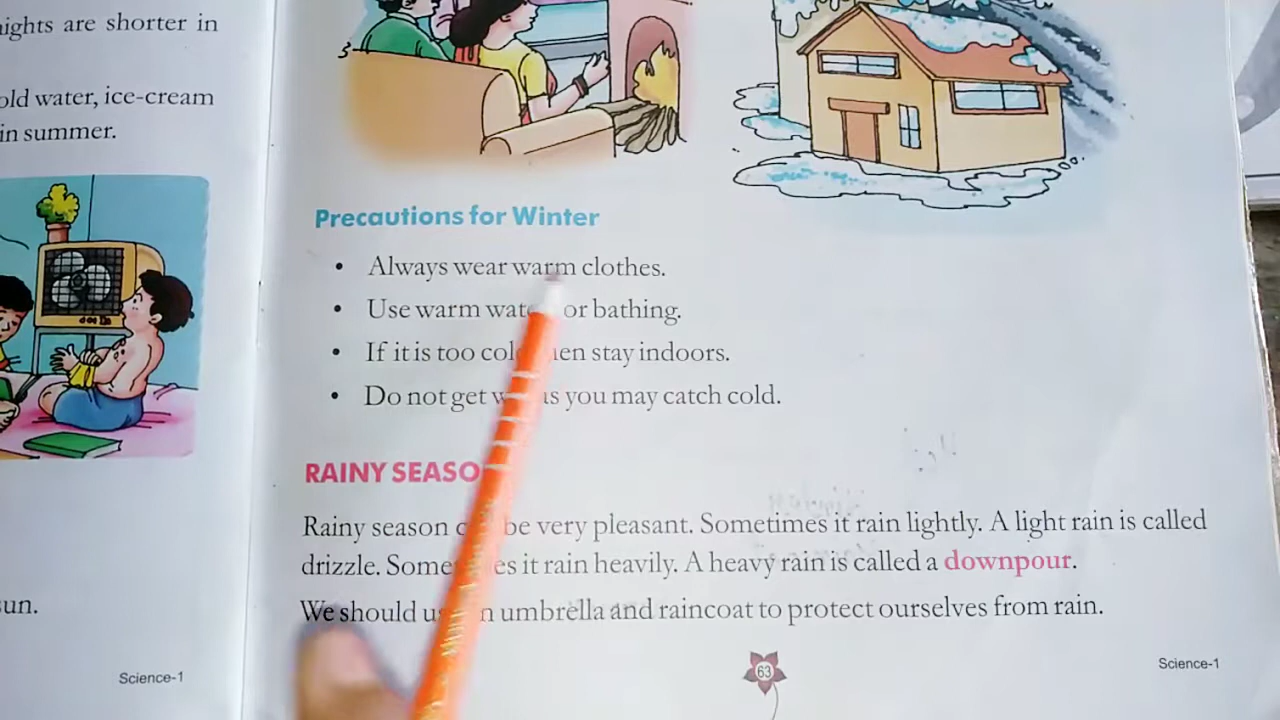 ights are shorter in
old water, ice-cream
in summer.
un.
Science-1
Precautions for Winter
• Always wear warm clothes.
• Use warm wat or bathing.
• If it is too col en stay indoors.
• Do not get w as you may catch cold.
RAINY SEASO
Rainy season c be very pleasant. Sometimes it rain lightly. A light rain is called
drizzle. Some es it rain heavily. A heavy rain is called a downpour.
We should u n umbrella and raincoat to protect ourselves from rain.
63
Science-1